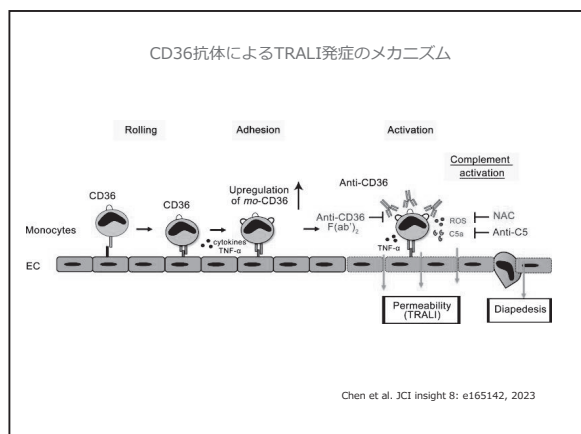 CD36抗体によるTRALI発症のメカニズム
Rolling
Adhesion
Activation
Complement
activation
Anti-CD36
CD36
CD36
Upregulation
of mo-CD36
Monocytes
cytokines
TNF-α
Anti-CD36
F(ab')2
TNF-α
ROS
C5a
NAC
Anti-C5
EC
Permeability
(TRALI)
Diapedesis
Chen et al. JCI insight 8: e165142, 2023